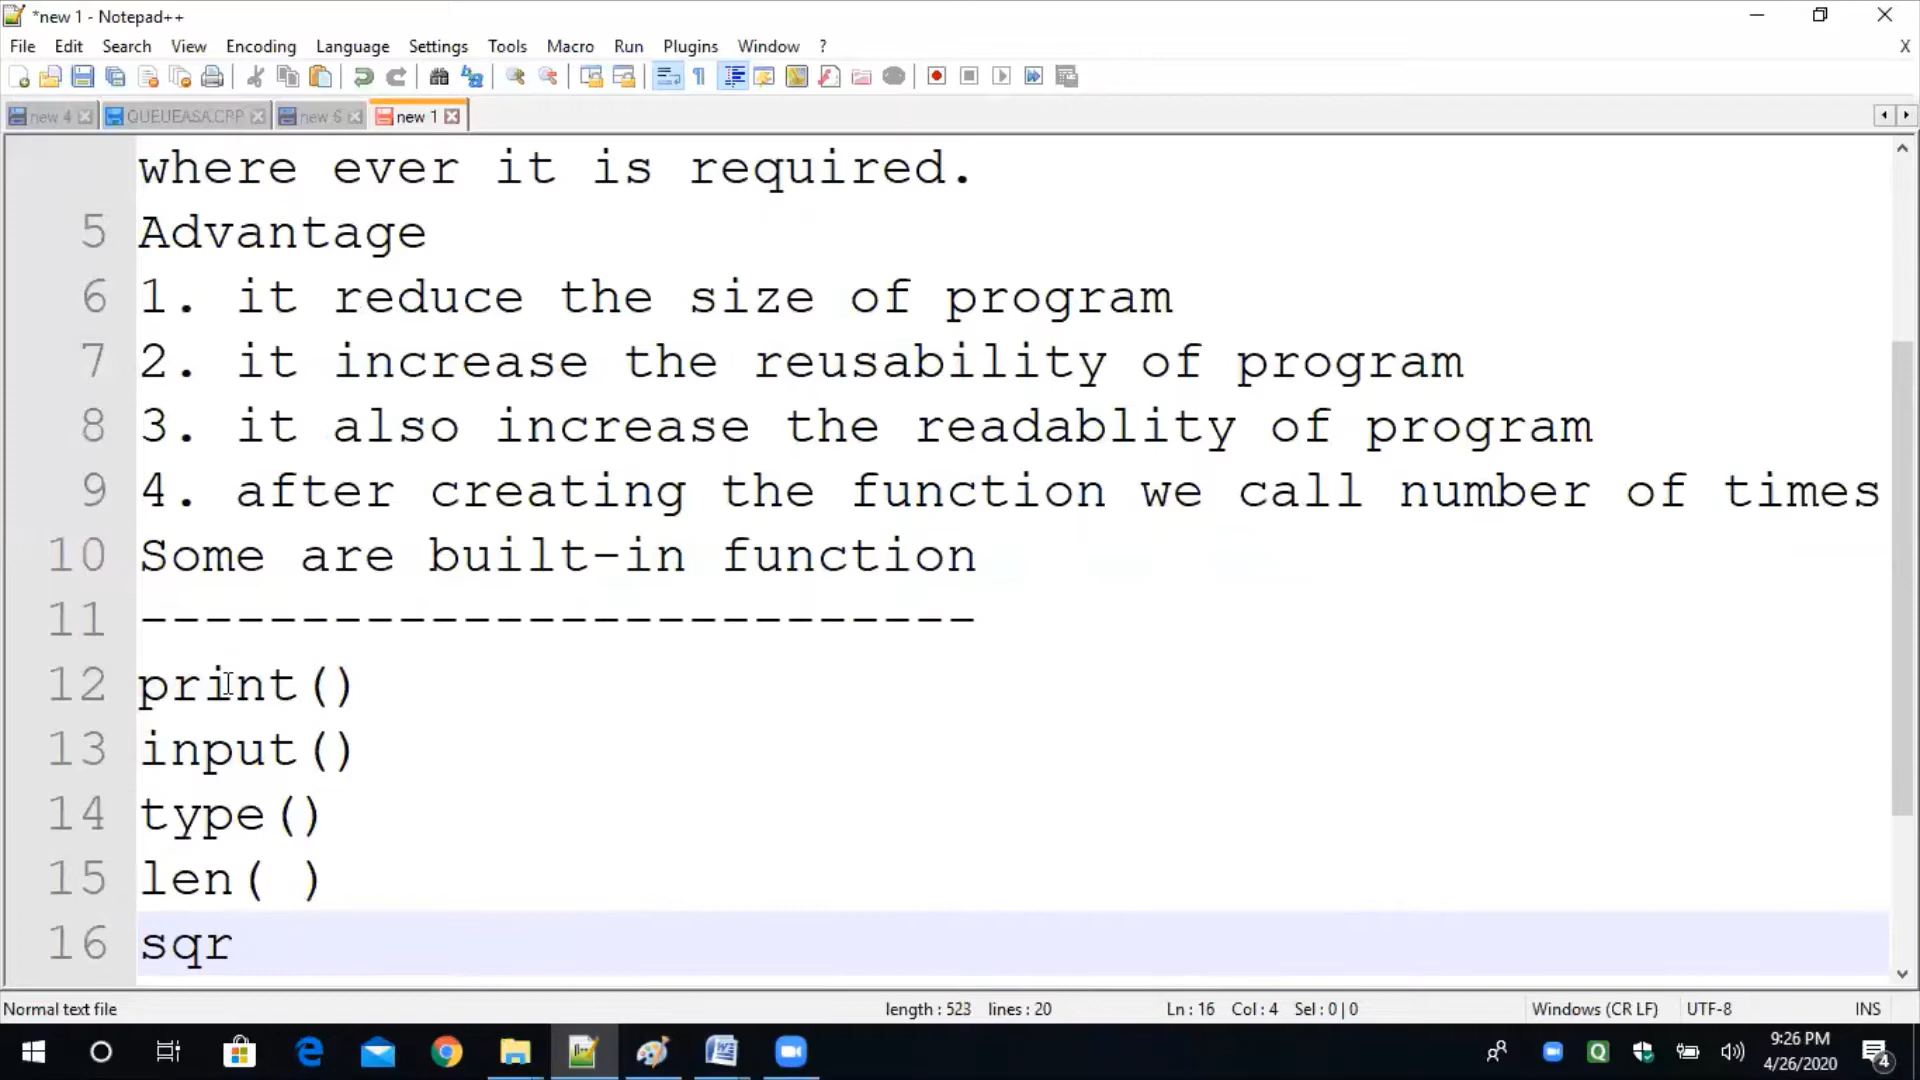 *new 1 - Notepad++
File Edit Search View Encoding Language Settings Tools Macro Run Plugins Window ? X
new 4 QUEUEASA.CPP new 6 new 1
where ever it is required.
5 Advantage
6 1. it reduce the size of program
7 2. it increase the reusability of program
8 3. it also increase the readablity of program
9 4. after creating the function we call number of times
10 Some are built-in function
11 --------------------------
12 print()
13 input()
14 type()
15 len( )
16 sqr
Normal text file length : 523 lines : 20 Ln : 16 Col : 4 Sel : 0 | 0 Windows (CR LF) UTF-8 INS
9:26 PM
4/26/2020
4